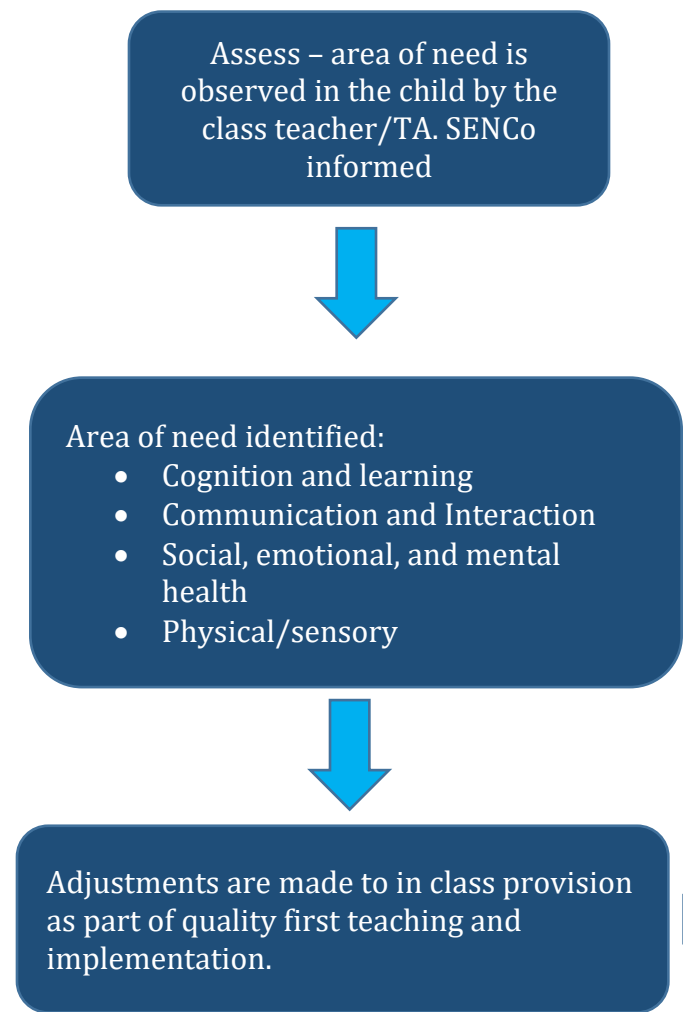 Assess – area of need is
observed in the child by the
class teacher/TA. SENCo
informed
Area of need identified:
• Cognition and learning
• Communication and Interaction
• Social, emotional, and mental
health
• Physical/sensory
Adjustments are made to in class provision
as part of quality first teaching and
implementation.